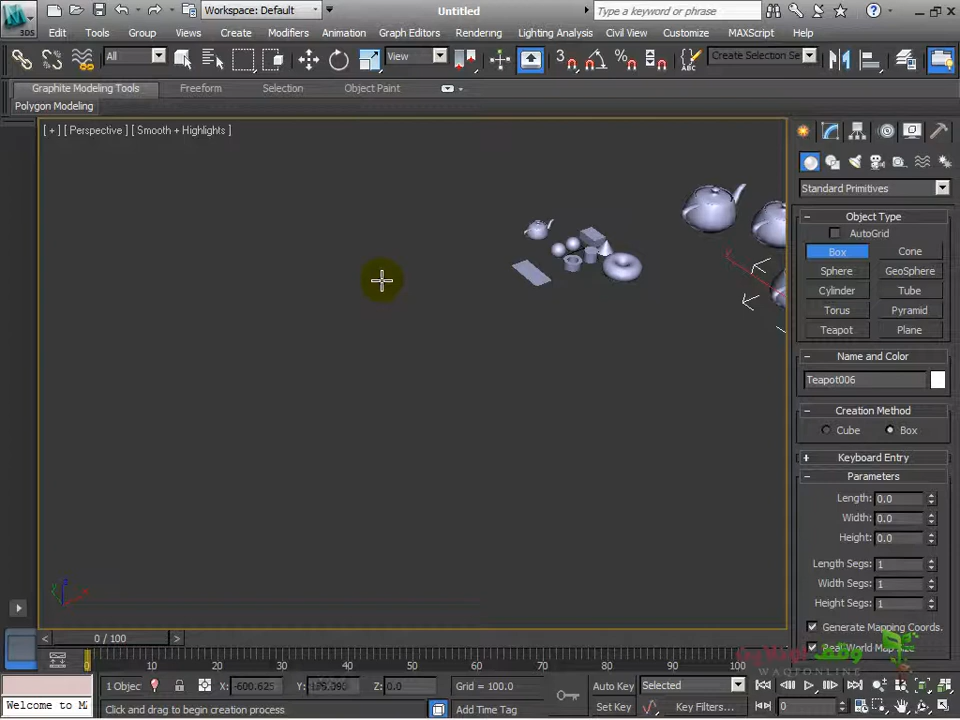 3DS Workspace: Default Untitled Type a keyword or phrase
Edit Tools Group Views Create Modifiers Animation Graph Editors Rendering Lighting Analysis Civil View Customize MAXScript Help
All View Create Selection Se
Graphite Modeling Tools Freeform Selection Object Paint
Polygon Modeling
[ + ] [ Perspective ] [ Smooth + Highlights ]
Standard Primitives
Object Type
AutoGrid
Box Cone
Sphere GeoSphere
Cylinder Tube
Torus Pyramid
Teapot Plane
Name and Color
Teapot006
Creation Method
Cube Box
Keyboard Entry
Parameters
Length: 0.0
Width: 0.0
Height: 0.0
Length Segs: 1
Width Segs: 1
Height Segs: 1
Generate Mapping Coords.
0 / 100
0 10 20 30 40 50 60 70 80 90 100
WAQFONLINE
1 Objec X: -600.625 Z: 0.0 Grid = 100.0 Auto Key Selected
Welcome to MA Click and drag to begin creation process Add Time Tag Set Key Key Filters... 0